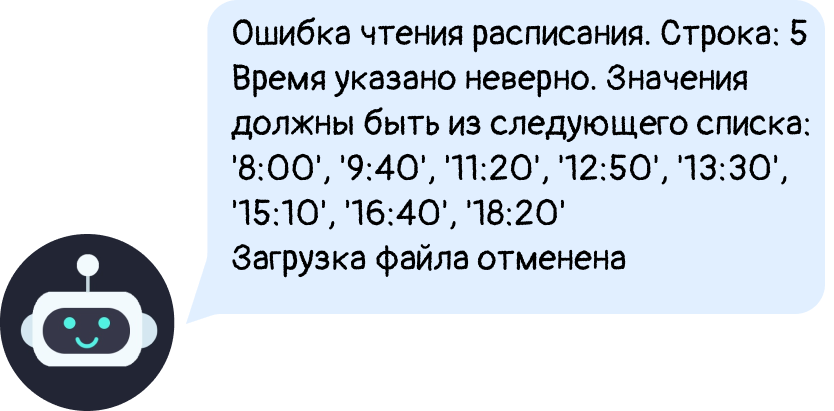 Ошибка чтения расписания. Строка: 5
Время указано неверно. Значения
должны быть из следующего списка:
'8:00', '9:40', '11:20', '12:50', '13:30',
'15:10', '16:40', '18:20'
Загрузка файла отменена